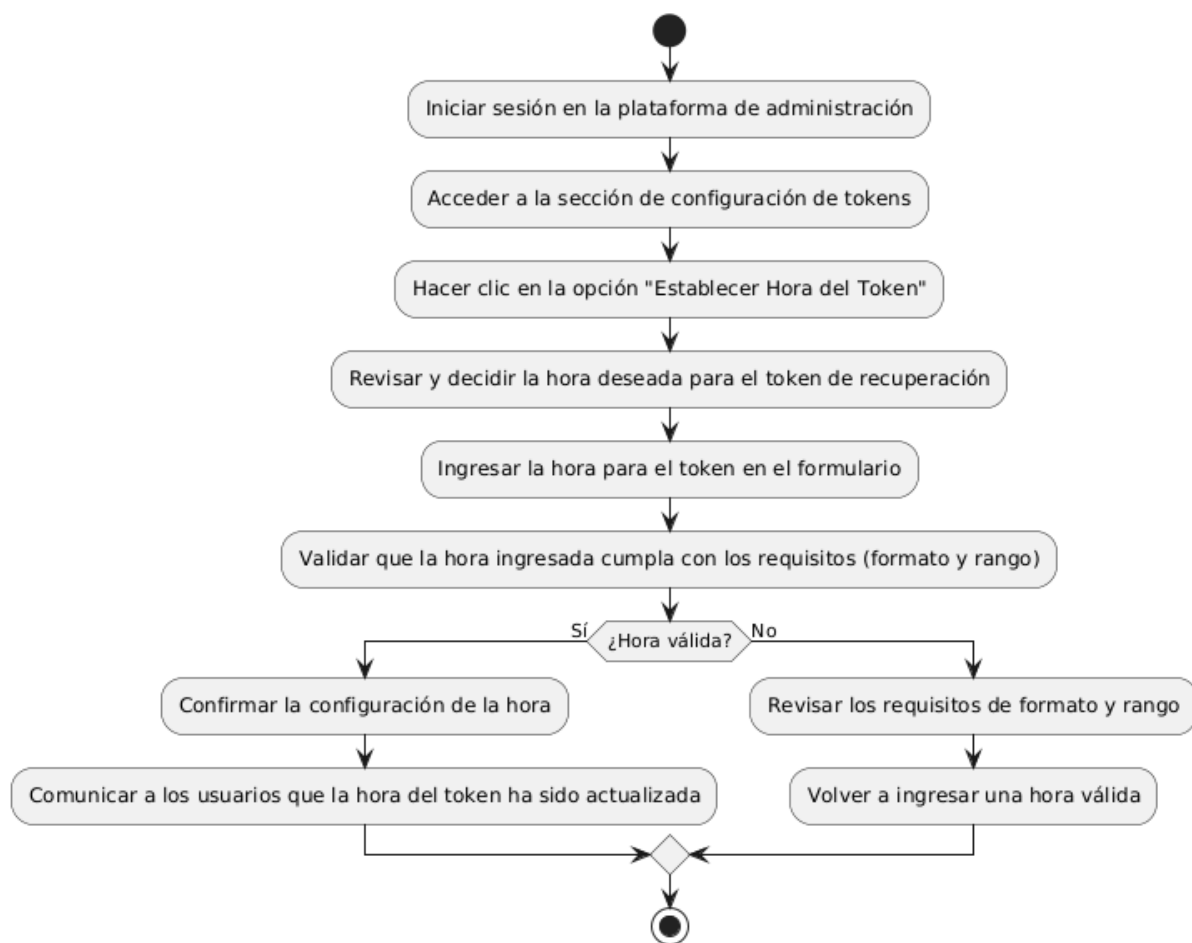 Iniciar sesión en la plataforma de administración
Acceder a la sección de configuración de tokens
Hacer clic en la opción "Establecer Hora del Token"
Revisar y decidir la hora deseada para el token de recuperación
Ingresar la hora para el token en el formulario
Validar que la hora ingresada cumpla con los requisitos (formato y rango)
Sí
¿Hora válida?
No
Confirmar la configuración de la hora
Revisar los requisitos de formato y rango
Comunicar a los usuarios que la hora del token ha sido actualizada
Volver a ingresar una hora válida